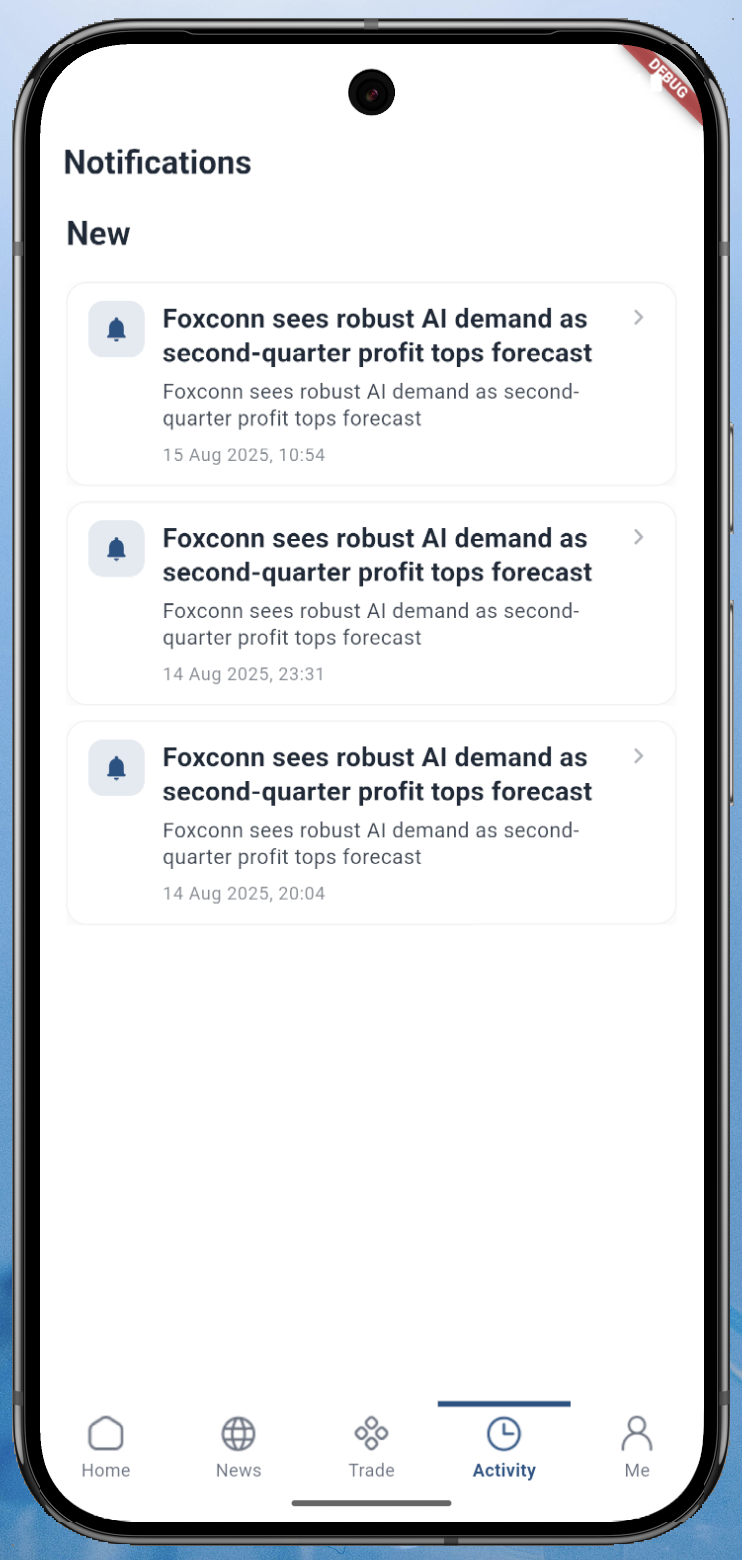 DEBUG
Notifications
New
Foxconn sees robust AI demand as
second-quarter profit tops forecast
Foxconn sees robust AI demand as second-
quarter profit tops forecast
15 Aug 2025, 10:54
Foxconn sees robust AI demand as
second-quarter profit tops forecast
Foxconn sees robust AI demand as second-
quarter profit tops forecast
14 Aug 2025, 23:31
Foxconn sees robust AI demand as
second-quarter profit tops forecast
Foxconn sees robust AI demand as second-
quarter profit tops forecast
14 Aug 2025, 20:04
Home
News
Trade
Activity
Me